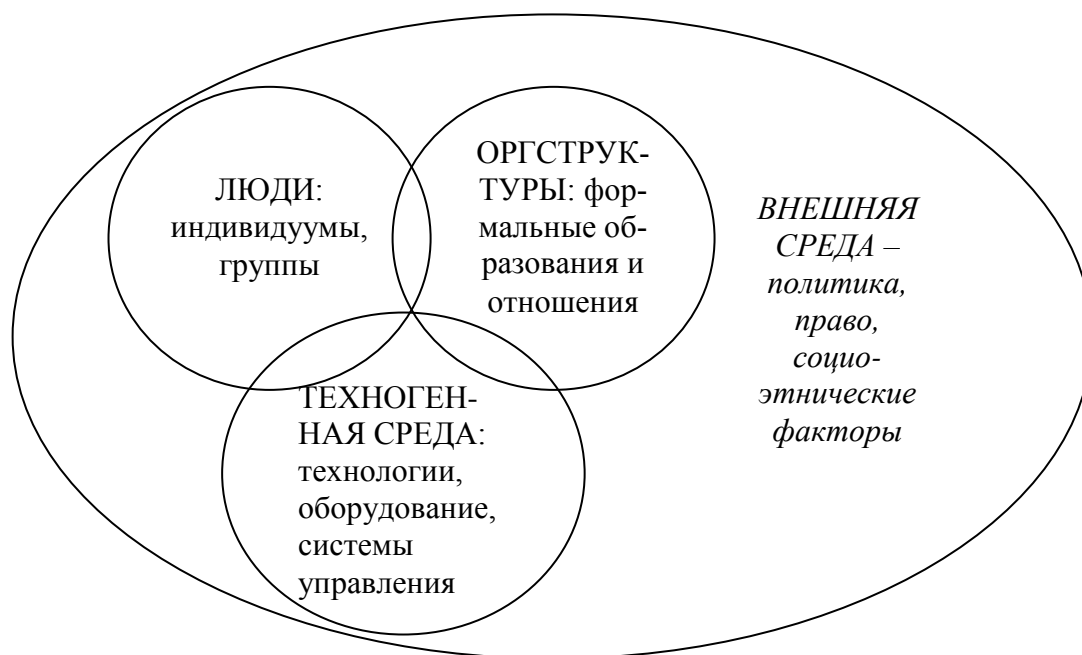 ЛЮДИ:
индивидуумы,
группы
ОРГСТРУК-
ТУРЫ: фор-
мальные об-
разования и
отношения
ВНЕШНЯЯ
СРЕДА –
политика,
право,
социо-
этнические
факторы
ТЕХНОГЕН-
НАЯ СРЕДА:
технологии,
оборудование,
системы
управления